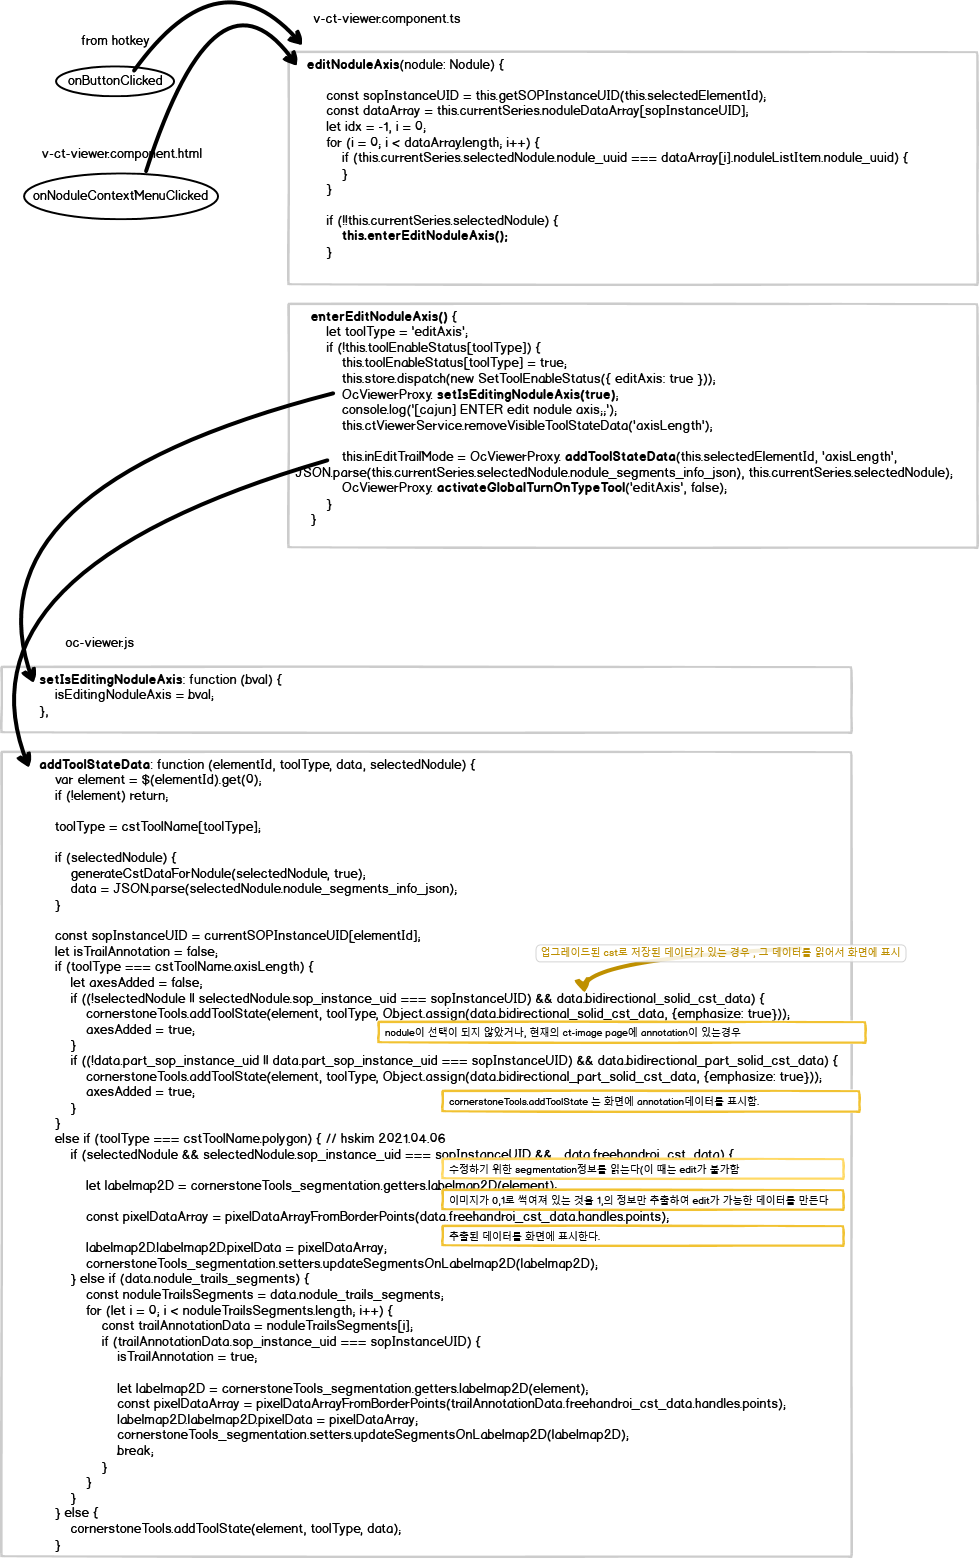 v-ct-viewer.component.ts
from hotkey
onButtonClicked
v-ct-viewer.component.html
onNoduleContextMenuClicked
editNoduleAxis(nodule: Nodule) {
const sopInstanceUID = this.getSOPInstanceUID(this.selectedElementId);
const dataArray = this.currentSeries.noduleDataArray[sopInstanceUID];
let idx = -1, i = 0;
for (i = 0; i < dataArray.length; i++) {
if (this.currentSeries.selectedNodule.nodule_uuid === dataArray[i].noduleListItem.nodule_uuid) {
}
}
if (!!this.currentSeries.selectedNodule) {
this.enterEditNoduleAxis();
}
enterEditNoduleAxis() {
let toolType = 'editAxis';
if (!this.toolEnableStatus[toolType]) {
this.toolEnableStatus[toolType] = true;
this.store.dispatch(new SetToolEnableStatus({ editAxis: true }));
OcViewerProxy. setIsEditingNoduleAxis(true);
console.log('[cajun] ENTER edit nodule axis,,');
this.ctViewerService.removeVisibleToolStateData('axisLength');
this.inEditTrailMode = OcViewerProxy. addToolStateData(this.selectedElementId, 'axisLength',
JSON.parse(this.currentSeries.selectedNodule.nodule_segments_info_json), this.currentSeries.selectedNodule);
OcViewerProxy. activateGlobalTurnOnTypeTool('editAxis', false);
}
}
oc-viewer.js
setIsEditingNoduleAxis: function (bval) {
isEditingNoduleAxis = bval;
},
addToolStateData: function (elementId, toolType, data, selectedNodule) {
var element = $(elementId).get(0);
if (!element) return;
toolType = cstToolName[toolType];
if (selectedNodule) {
generateCstDataForNodule(selectedNodule, true);
data = JSON.parse(selectedNodule.nodule_segments_info_json);
}
const sopInstanceUID = currentSOPInstanceUID[elementId];
let isTrailAnnotation = false;
업그레이드된 cst로 저장된 데이터가 있는 경우 , 그 데이터를 읽어서 화면에 표시
if (toolType === cstToolName.axisLength) {
let axesAdded = false;
if ((!selectedNodule || selectedNodule.sop_instance_uid === sopInstanceUID) && data.bidirectional_solid_cst_data) {
cornerstoneTools.addToolState(element, toolType, Object.assign(data.bidirectional_solid_cst_data, {emphasize: true}));
axesAdded = true;
nodule이 선택이 되지 않았거나, 현재의 ct-image page에 annotation이 있는경우
}
if ((!data.part_sop_instance_uid || data.part_sop_instance_uid === sopInstanceUID) && data.bidirectional_part_solid_cst_data) {
cornerstoneTools.addToolState(element, toolType, Object.assign(data.bidirectional_part_solid_cst_data, {emphasize: true}));
axesAdded = true;
cornerstoneTools.addToolState 는 화면에 annotation데이터를 표시함.
}
}
else if (toolType === cstToolName.polygon) { // hskim 2021.04.06
if (selectedNodule && selectedNodule.sop_instance_uid === sopInstanceUID && data.freehandroi_cst_data) {
수정하기 위한 segmentation정보를 읽는다(이 때는 edit가 불가함
let labelmap2D = cornerstoneTools_segmentation.getters.labelmap2D(element);
이미지가 0,1로 썩여져 있는 것을 1,의 정보만 추출하여 edit가 가능한 데이터를 만든다
const pixelDataArray = pixelDataArrayFromBorderPoints(data.freehandroi_cst_data.handles.points);
추출된 데이터를 화면에 표시한다.
labelmap2D.labelmap2D.pixelData = pixelDataArray;
cornerstoneTools_segmentation.setters.updateSegmentsOnLabelmap2D(labelmap2D);
} else if (data.nodule_trails_segments) {
const noduleTrailsSegments = data.nodule_trails_segments;
for (let i = 0; i < noduleTrailsSegments.length; i++) {
const trailAnnotationData = noduleTrailsSegments[i];
if (trailAnnotationData.sop_instance_uid === sopInstanceUID) {
isTrailAnnotation = true;
let labelmap2D = cornerstoneTools_segmentation.getters.labelmap2D(element);
const pixelDataArray = pixelDataArrayFromBorderPoints(trailAnnotationData.freehandroi_cst_data.handles.points);
labelmap2D.labelmap2D.pixelData = pixelDataArray;
cornerstoneTools_segmentation.setters.updateSegmentsOnLabelmap2D(labelmap2D);
break;
}
}
}
} else {
cornerstoneTools.addToolState(element, toolType, data);
}